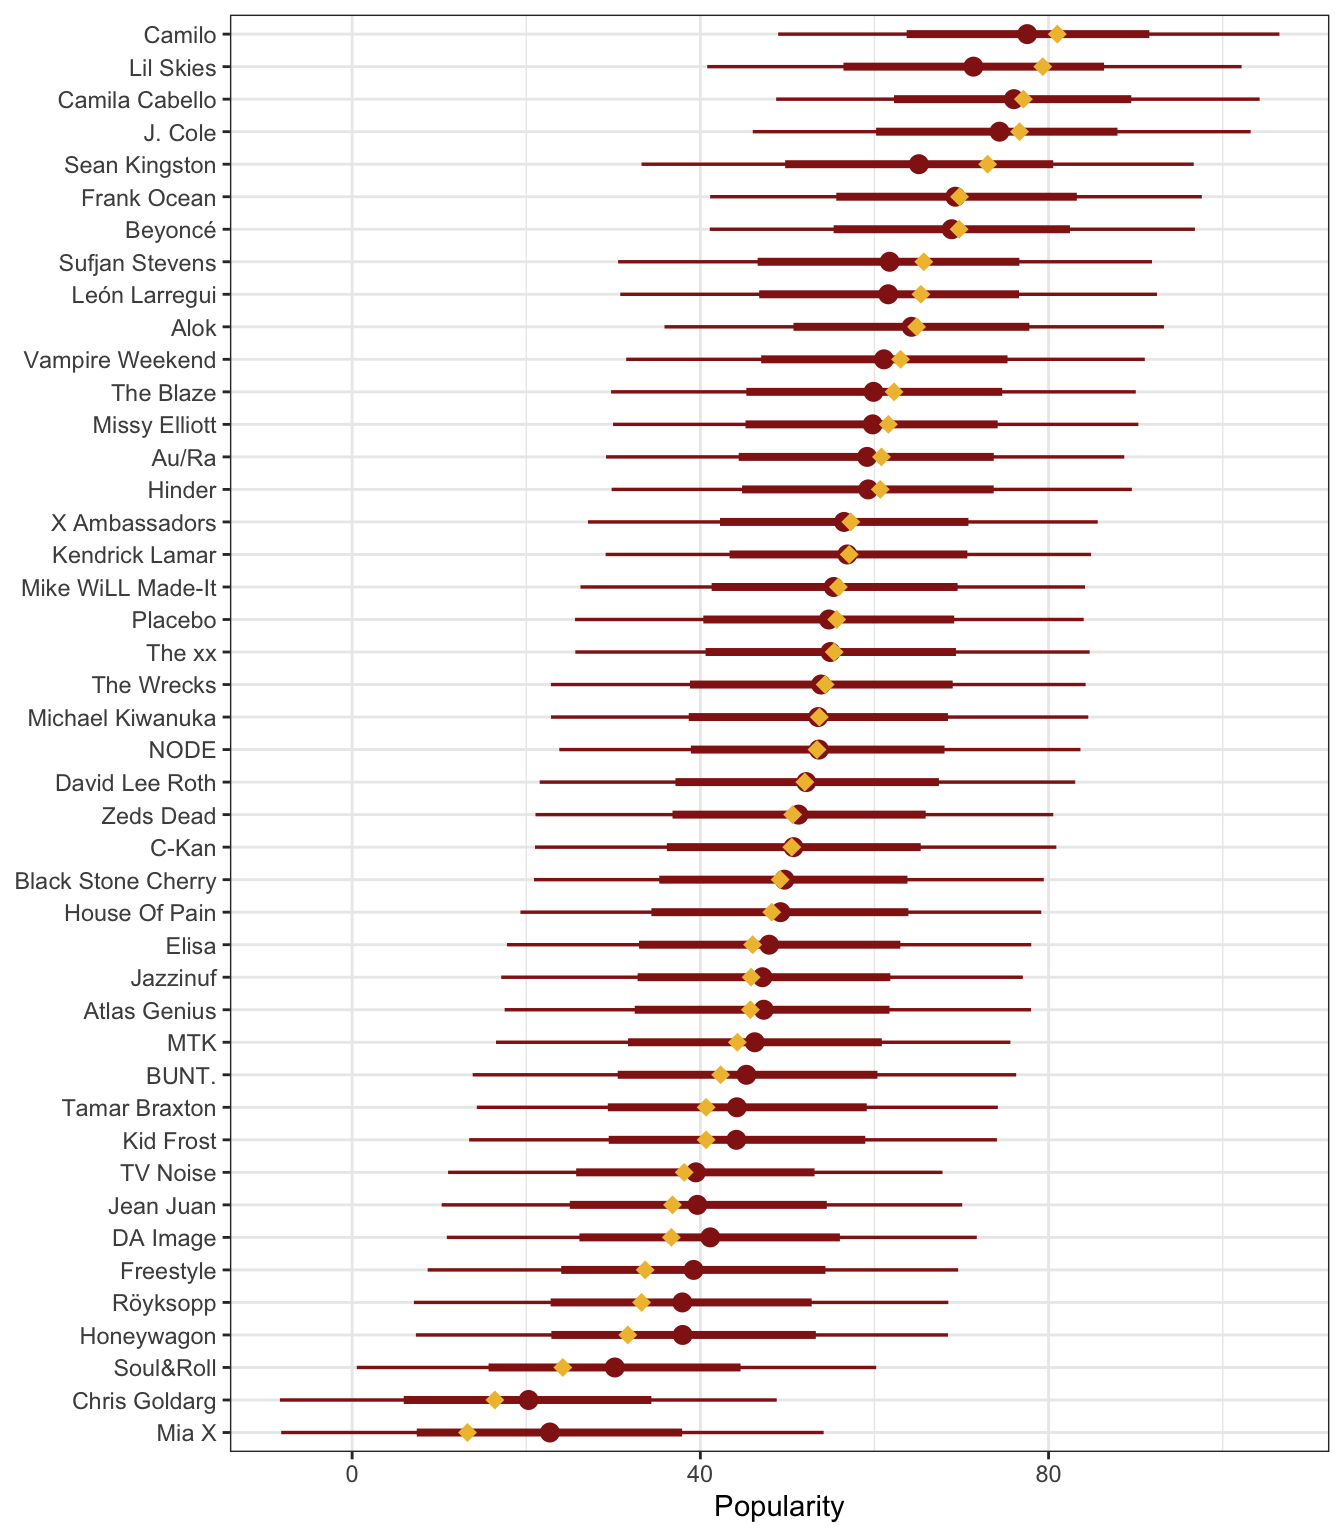 Camilo
Lil Skies
Camila Cabello
J. Cole
Sean Kingston
Frank Ocean
Beyoncé
Sufjan Stevens
León Larregui
Alok
Vampire Weekend
The Blaze
Missy Elliott
Au/Ra
Hinder
X Ambassadors
Kendrick Lamar
Mike WiLL Made-It
Placebo
The xx
The Wrecks
Michael Kiwanuka
NODE
David Lee Roth
Zeds Dead
C-Kan
Black Stone Cherry
House Of Pain
Elisa
Jazzinuf
Atlas Genius
MTK
BUNT.
Tamar Braxton
Kid Frost
TV Noise
Jean Juan
DA Image
Freestyle
Röyksopp
Honeywagon
Soul&Roll
Chris Goldarg
Mia X
0 40 80
Popularity